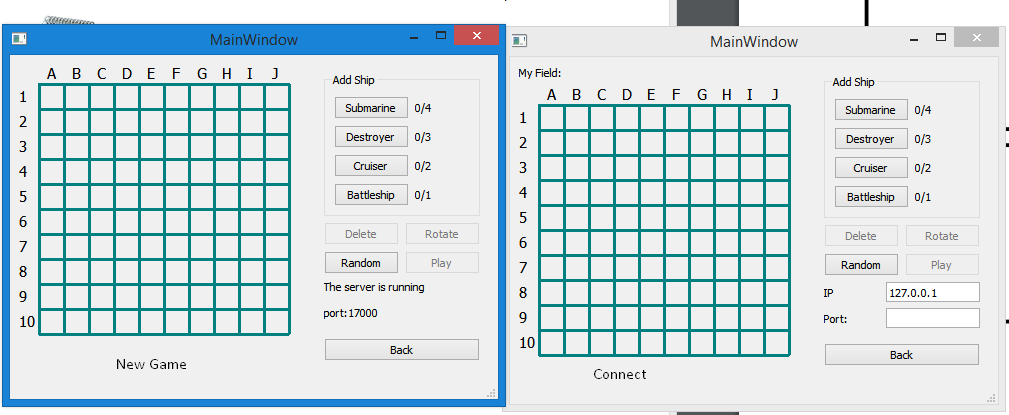 MainWindow
A B C D E F G H I J
1
2
3
4
5
6
7
8
9
10
New Game
Add Ship
Submarine 0/4
Destroyer 0/3
Cruiser 0/2
Battleship 0/1
Delete Rotate
Random Play
The server is running
port:17000
Back
MainWindow
My Field:
A B C D E F G H I J
1
2
3
4
5
6
7
8
9
10
Connect
Add Ship
Submarine 0/4
Destroyer 0/3
Cruiser 0/2
Battleship 0/1
Delete Rotate
Random Play
IP 127.0.0.1
Port:
Back